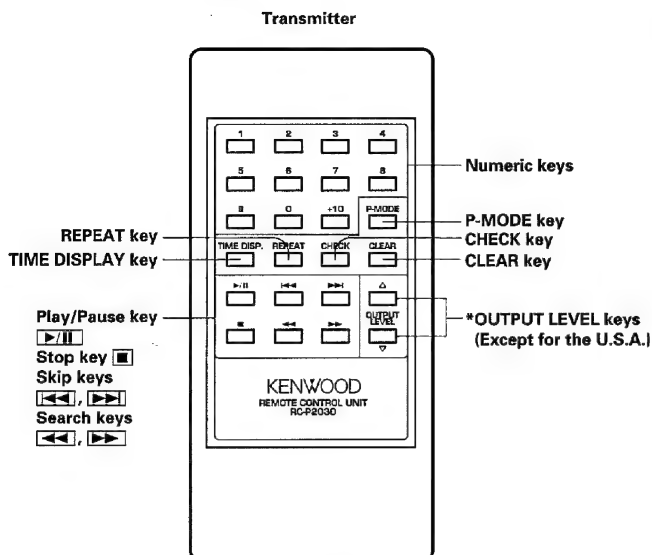 Transmitter
1 2 3 4
5 6 7 8
9 0 +10 P-MODE
TIME DISP. REPEAT CHECK CLEAR
▶/II |◀◀ ▶▶| △
■ ◀◀ ▶▶ OUTPUT LEVEL ▽
KENWOOD
REMOTE CONTROL UNIT
RC-P2030
REPEAT key
TIME DISPLAY key
Play/Pause key
▶/II
Stop key ■
Skip keys
|◀◀, ▶▶|
Search keys
◀◀, ▶▶
Numeric keys
P-MODE key
CHECK key
CLEAR key
*OUTPUT LEVEL keys
(Except for the U.S.A.)